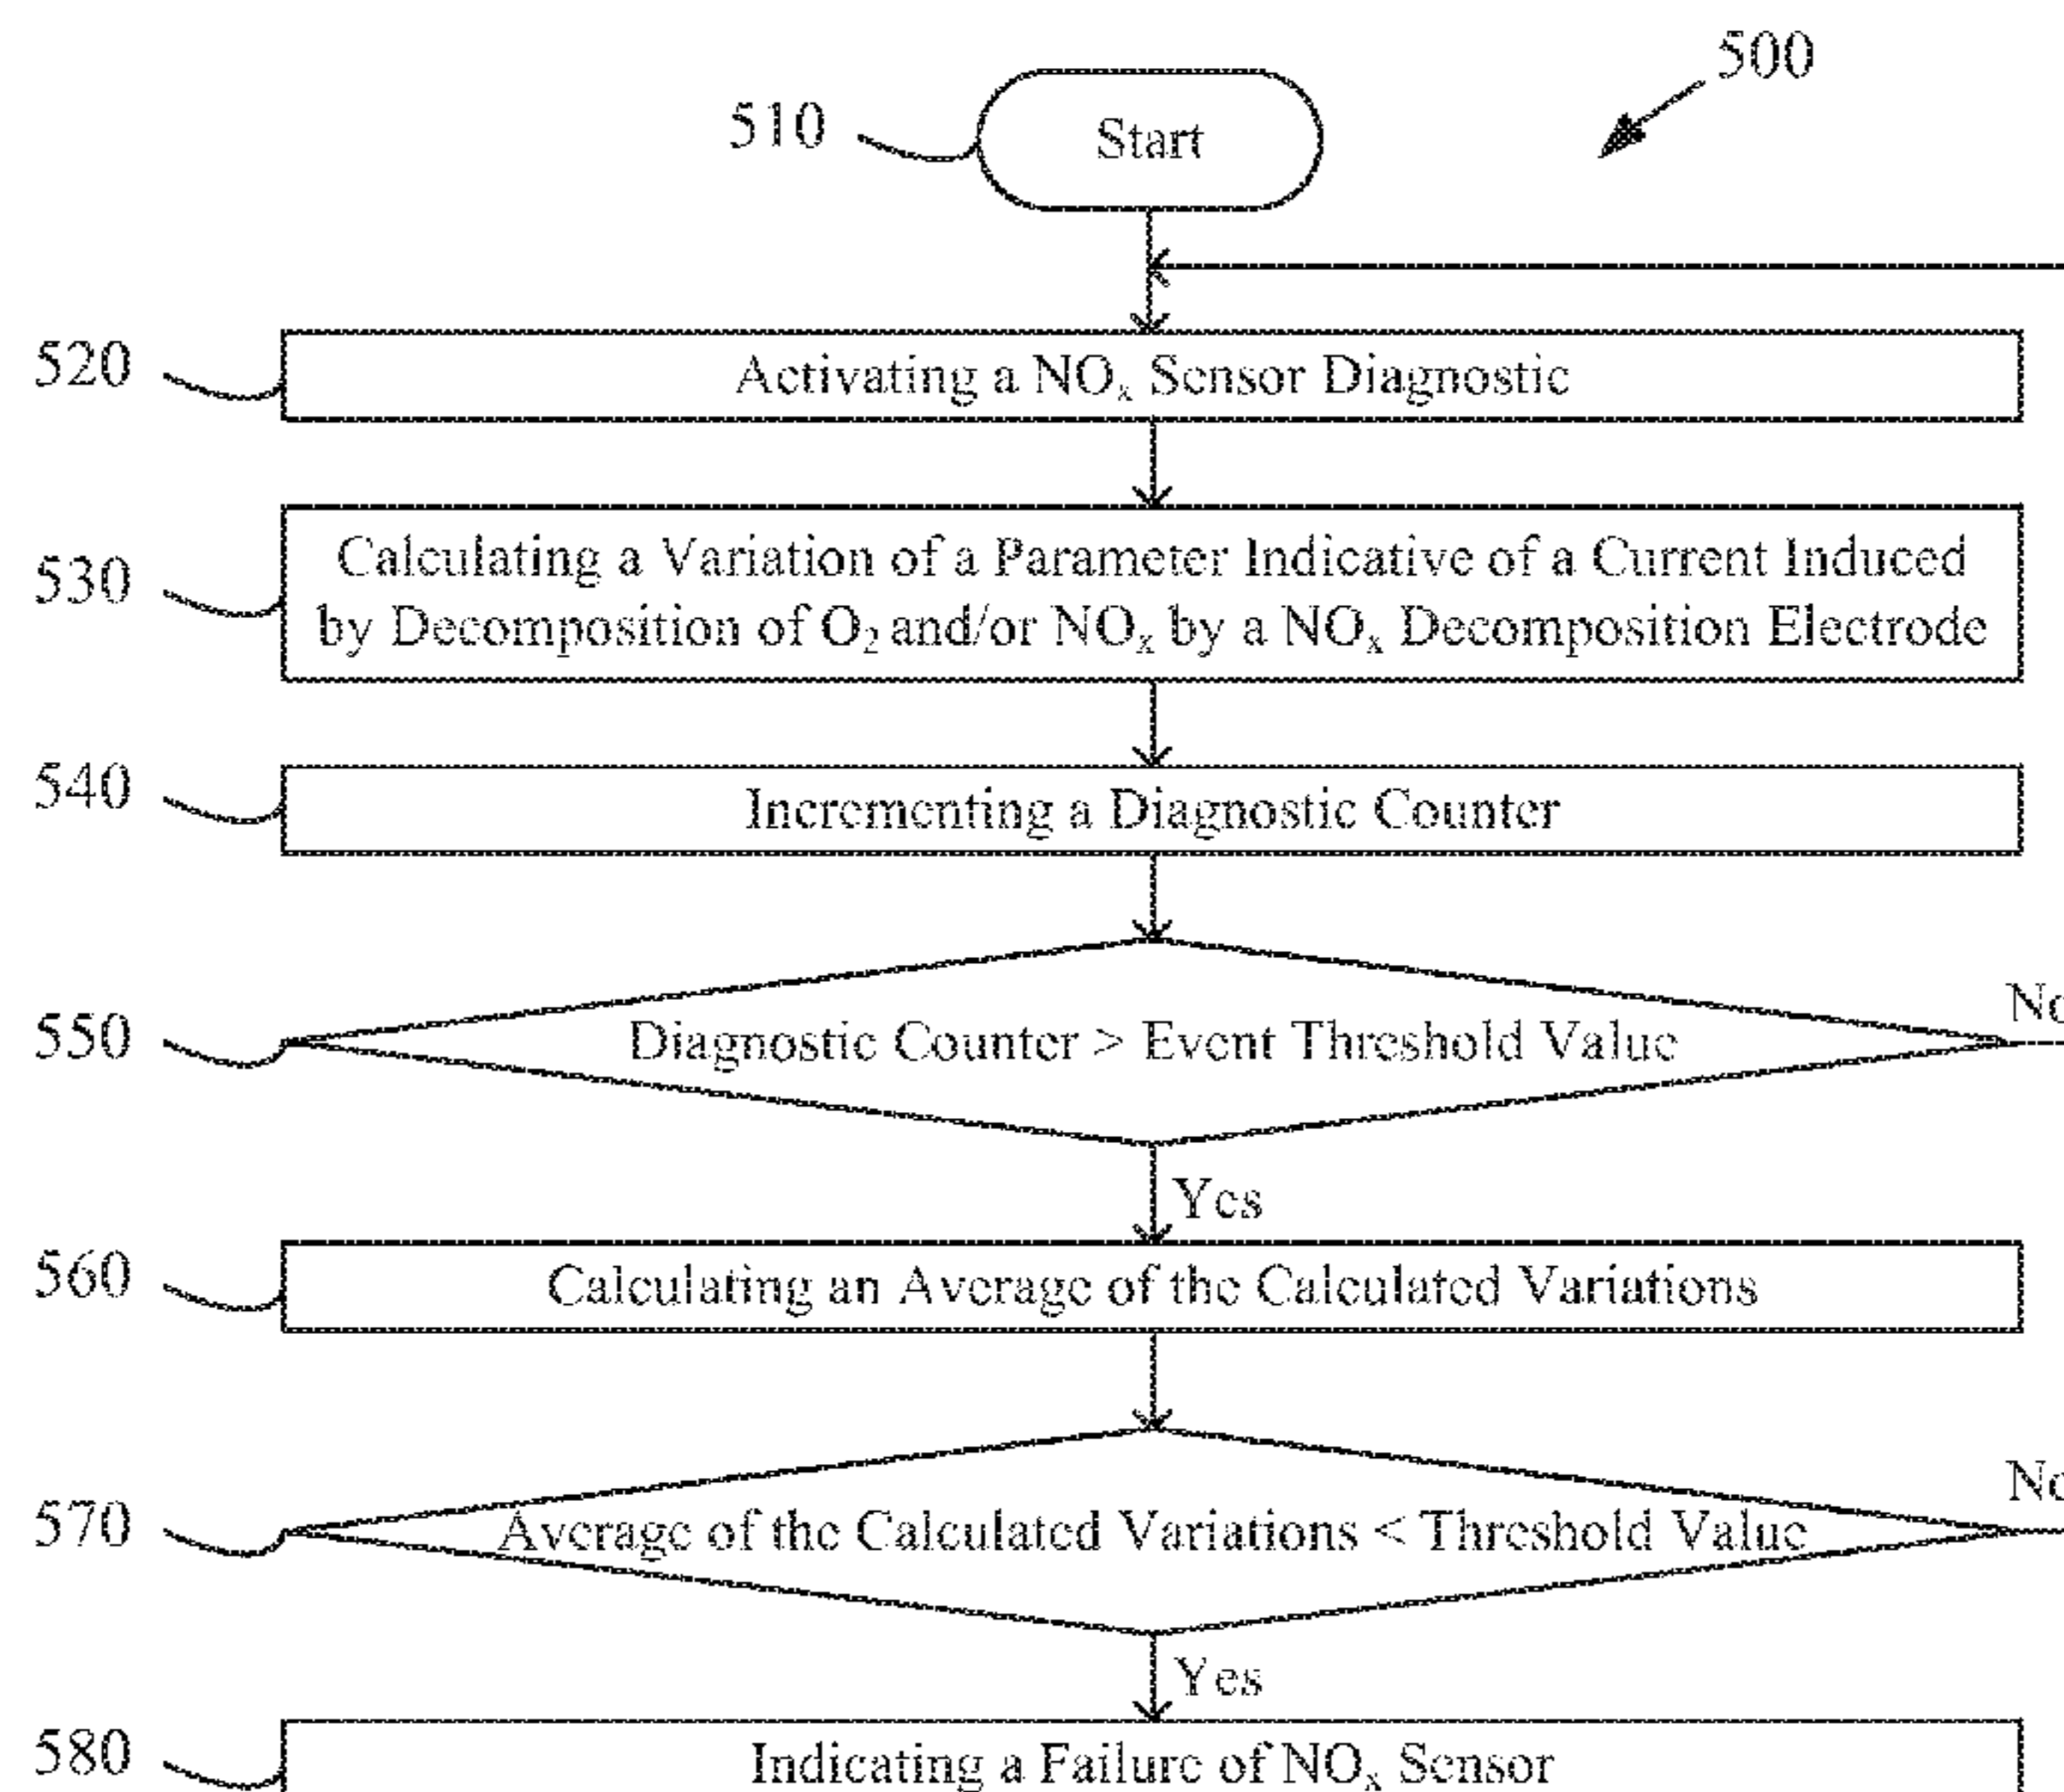 500
510
Start
520
Activating a NOx Sensor Diagnostic
530
Calculating a Variation of a Parameter Indicative of a Current Induced
by Decomposition of O2 and/or NOx by a NOx Decomposition Electrode
540
Incrementing a Diagnostic Counter
550
Diagnostic Counter > Event Threshold Value
No
Yes
560
Calculating an Average of the Calculated Variations
570
Average of the Calculated Variations < Threshold Value
No
Yes
580
Indicating a Failure of NOx Sensor